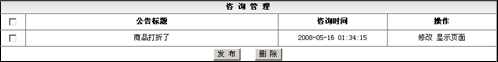 咨 询 管 理
公告标题 咨询时间 操作
商品打折了 2008-05-16 01:34:15 修改 显示页面
发 布 删 除